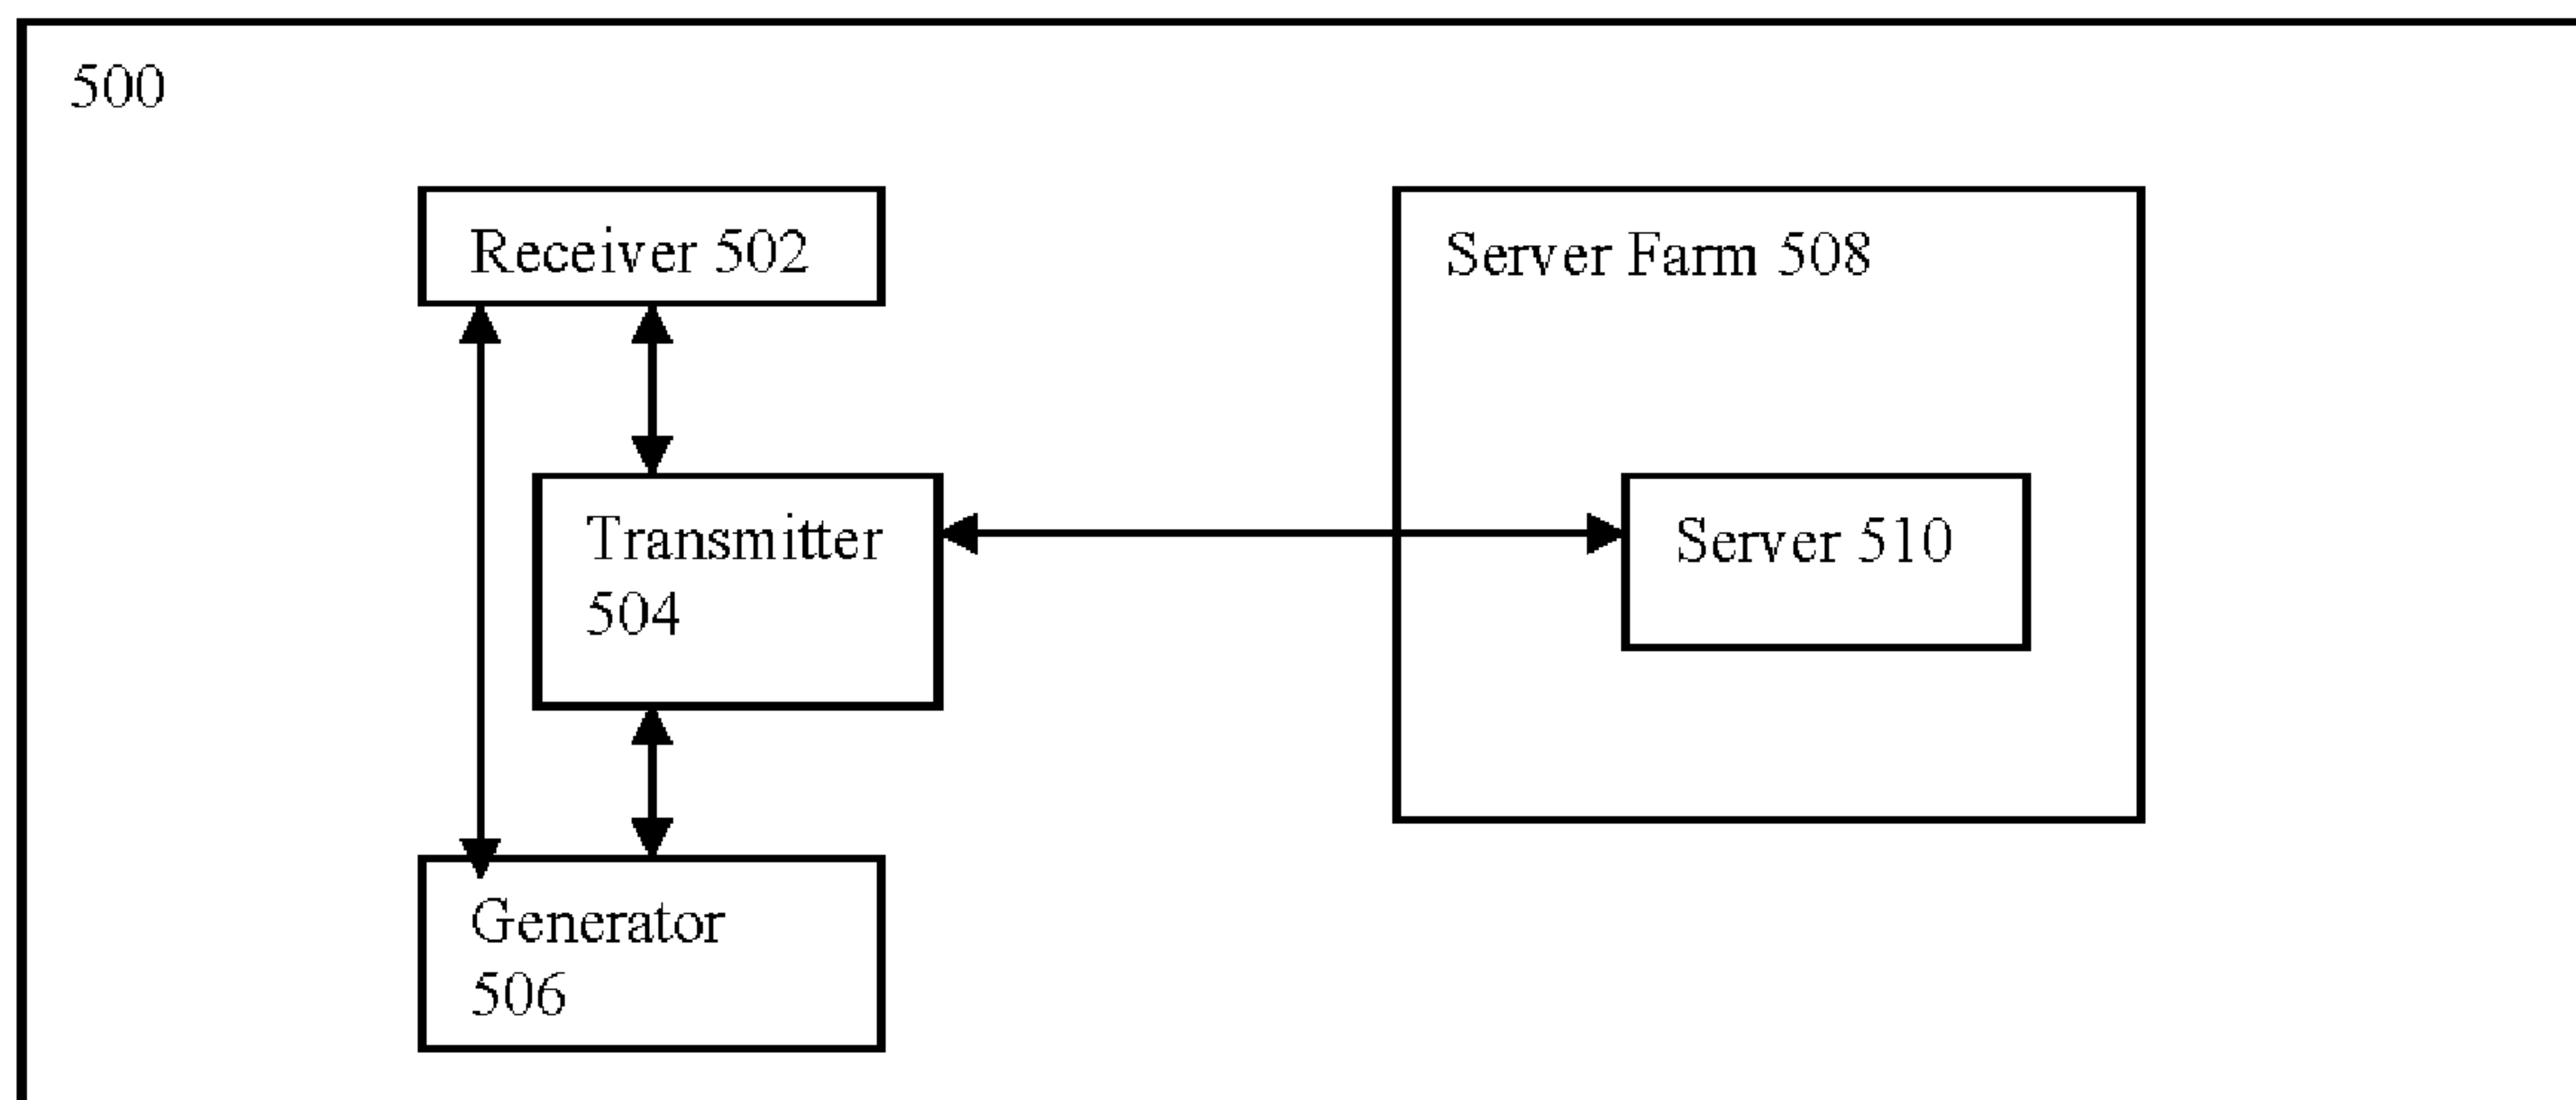 500
Receiver 502
Server Farm 508
Transmitter
504
Server 510
Generator
506